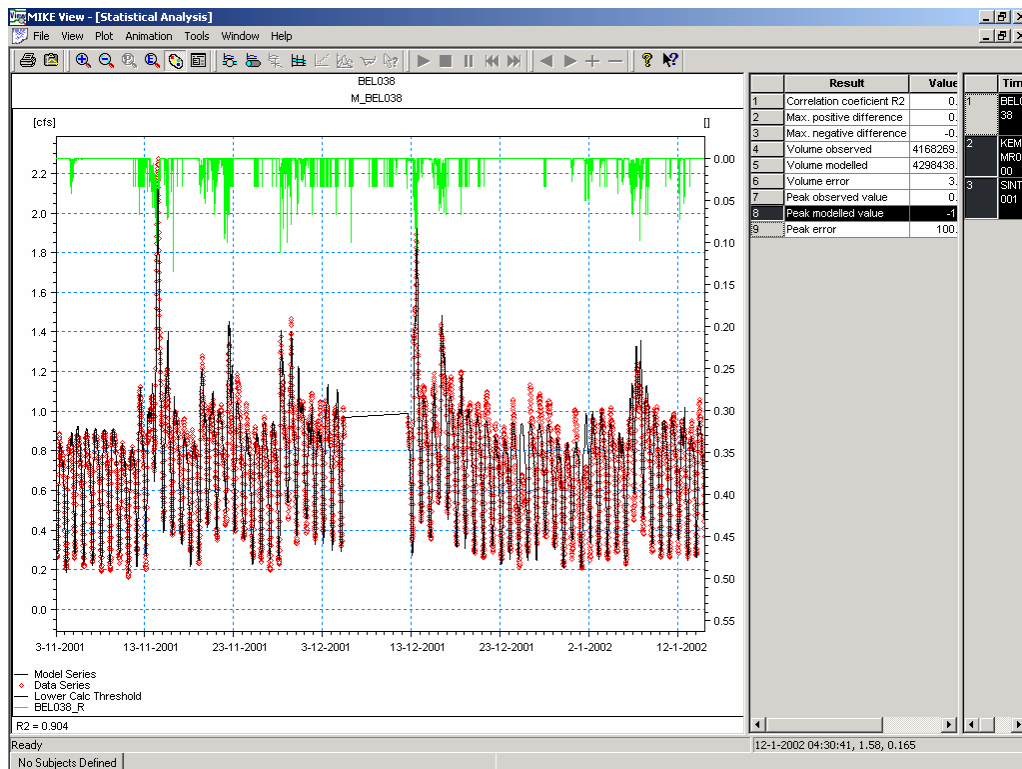 MIKE View - [Statistical Analysis]
File View Plot Animation Tools Window Help
BEL038
M_BEL038
[cfs]
[]
2.2
2.0
1.8
1.6
1.4
1.2
1.0
0.8
0.6
0.4
0.2
0.0
0.00
0.05
0.10
0.15
0.20
0.25
0.30
0.35
0.40
0.45
0.50
0.55
3-11-2001 13-11-2001 23-11-2001 3-12-2001 13-12-2001 23-12-2001 2-1-2002 12-1-2002
Model Series
Data Series
Lower Calc Threshold
BEL038_R
R2 = 0.904
Result Value
1 Correlation coeficient R2 0.
2 Max. positive difference 0.
3 Max. negative difference -0.
4 Volume observed 4168269.
5 Volume modelled 4298438.
6 Volume error 3.
7 Peak observed value 0.
8 Peak modelled value -1
9 Peak error 100.
1 BEL0
38
2 KEM
MR0
00
3 SINT
001
Ready
12-1-2002 04:30:41, 1.58, 0.165
No Subjects Defined